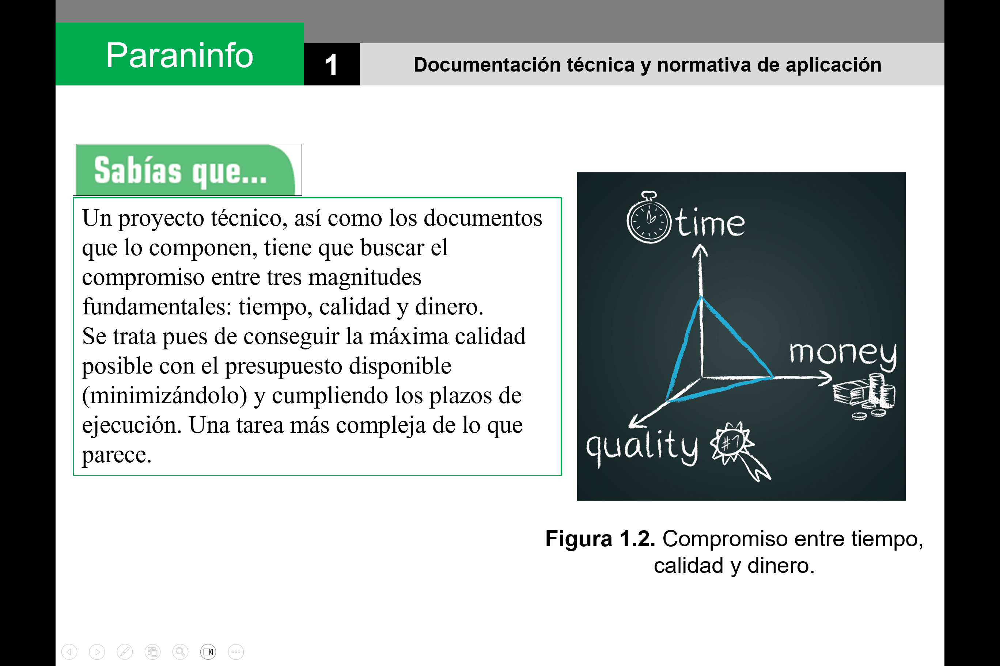 Paraninfo
1
Documentación técnica y normativa de aplicación
Sabías que...
Un proyecto técnico, así como los documentos
que lo componen, tiene que buscar el
compromiso entre tres magnitudes
fundamentales: tiempo, calidad y dinero.
Se trata pues de conseguir la máxima calidad
posible con el presupuesto disponible
(minimizándolo) y cumpliendo los plazos de
ejecución. Una tarea más compleja de lo que
parece.
time
money
quality
#1
Figura 1.2. Compromiso entre tiempo,
calidad y dinero.